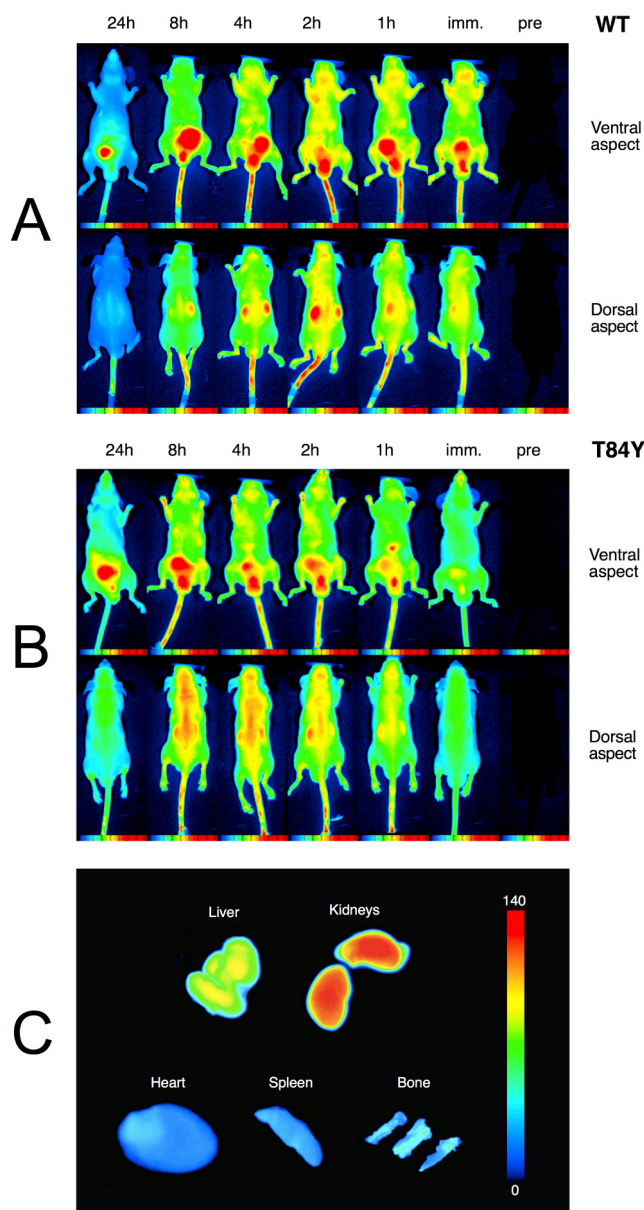 24h 8h 4h 2h 1h imm. pre WT
Ventral
aspect
A
Dorsal
aspect
24h 8h 4h 2h 1h imm. pre T84Y
Ventral
aspect
B
Dorsal
aspect
C
Liver Kidneys
140
Heart Spleen Bone
0